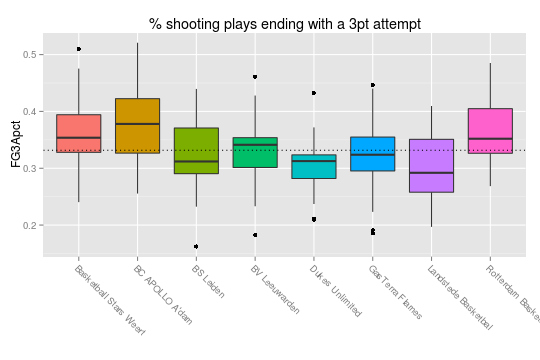 % shooting plays ending with a 3pt attempt
FG3Apct
0.5
0.4
0.3
0.2
Basketball Stars Weert
BC APOLLO A'dam
BS Leiden
BV Leeuwarden
Dukes Unlimited
GasTerra Flames
Landstede Basketbal
Rotterdam Baske